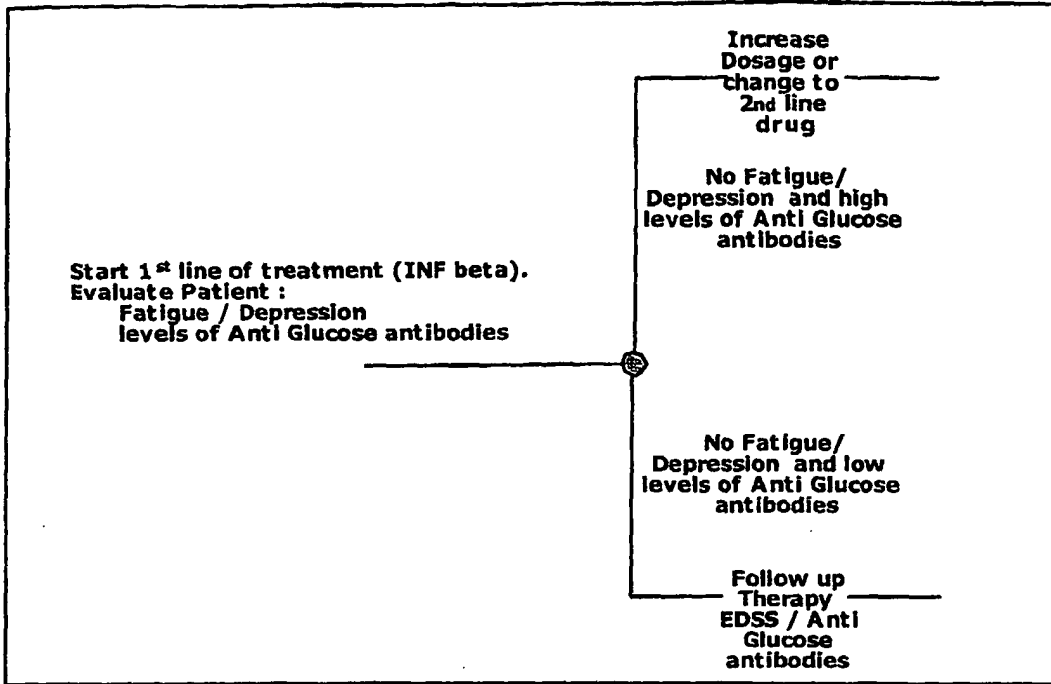 Increase
Dosage or
change to
2nd line
drug
No Fatigue/
Depression and high
levels of Anti Glucose
antibodies
Start 1st line of treatment (INF beta).
Evaluate Patient :
Fatigue / Depression
levels of Anti Glucose antibodies
No Fatigue/
Depression and low
levels of Anti Glucose
antibodies
Follow up
Therapy
EDSS / Anti
Glucose
antibodies